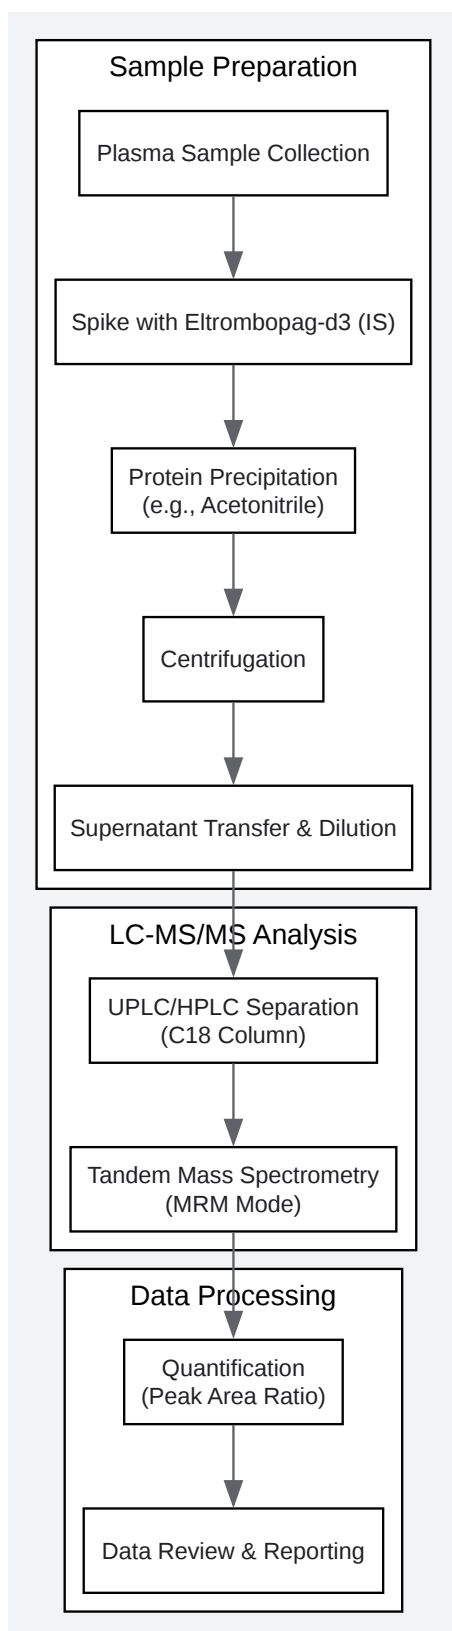 Sample Preparation
Plasma Sample Collection
Spike with Eltrombopag-d3 (IS)
Protein Precipitation
(e.g., Acetonitrile)
Centrifugation
Supernatant Transfer & Dilution
LC-MS/MS Analysis
UPLC/HPLC Separation
(C18 Column)
Tandem Mass Spectrometry
(MRM Mode)
Data Processing
Quantification
(Peak Area Ratio)
Data Review & Reporting